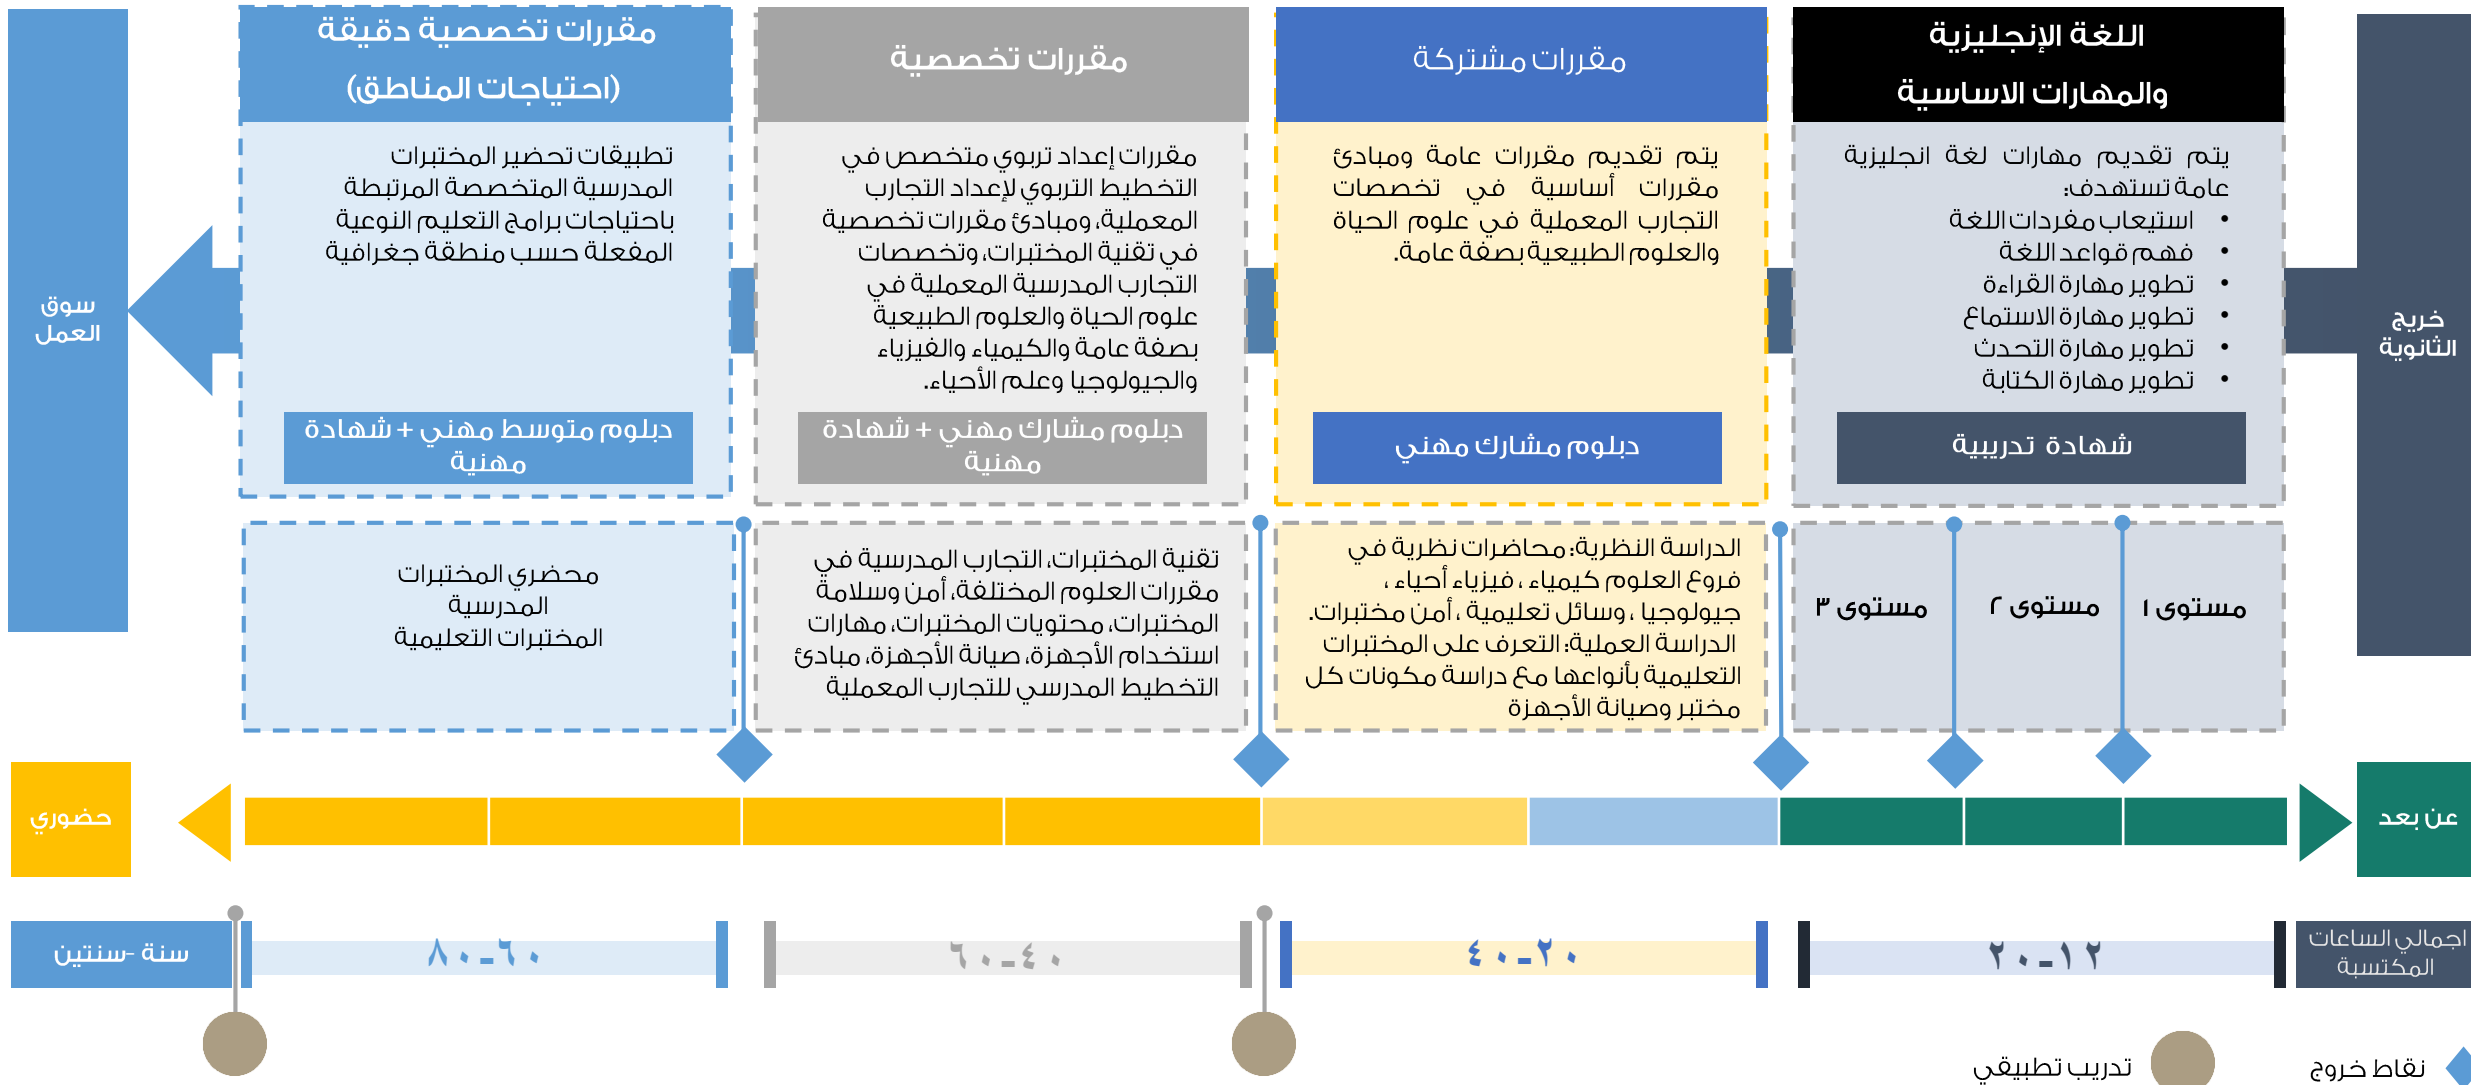 خريج
الثانوية
اللغة الإنجليزية
والمهارات الاساسية
يتم تقديم مهارات لغة انجليزية
عامة تستهدف:
• استيعاب مفردات اللغة
• فهم قواعد اللغة
• تطوير مهارة القراءة
• تطوير مهارة الاستماع
• تطوير مهارة التحدث
• تطوير مهارة الكتابة
شهادة تدريبية
مقررات مشتركة
يتم تقديم مقررات عامة ومبادئ
مقررات أساسية في تخصصات
التجارب المعملية في علوم الحياة
والعلوم الطبيعية بصفة عامة.
دبلوم مشارك مهني
مقررات تخصصية
مقررات إعداد تربوي متخصص في
التخطيط التربوي لإعداد التجارب
المعملية، ومبادئ مقررات تخصصية
في تقنية المختبرات، وتخصصات
التجارب المدرسية المعملية في
علوم الحياة والعلوم الطبيعية
بصفة عامة والكيمياء والفيزياء
والجيولوجيا وعلم الأحياء.
دبلوم مشارك مهني + شهادة
مهنية
مقررات تخصصية دقيقة
(احتياجات المناطق)
تطبيقات تحضير المختبرات
المدرسية المتخصصة المرتبطة
باحتياجات برامج التعليم النوعية
المفعلة حسب منطقة جغرافية
دبلوم متوسط مهني + شهادة
مهنية
سوق
العمل
مستوى ١
مستوى ٢
مستوى ٣
الدراسة النظرية: محاضرات نظرية في
فروع العلوم كيمياء ، فيزياء أحياء ،
جيولوجيا ، وسائل تعليمية ، أمن مختبرات.
الدراسة العملية: التعرف على المختبرات
التعليمية بأنواعها مع دراسة مكونات كل
مختبر وصيانة الأجهزة
تقنية المختبرات، التجارب المدرسية في
مقررات العلوم المختلفة، أمن وسلامة
المختبرات، محتويات المختبرات، مهارات
استخدام الأجهزة، صيانة الأجهزة، مبادئ
التخطيط المدرسي للتجارب المعملية
محضري المختبرات
المدرسية
المختبرات التعليمية
عن بعد
حضوري
اجمالي الساعات
المكتسبة
١٢-٢٠
٢٠-٤٠
٤٠-٦٠
٦٠-٨٠
سنة -سنتين
نقاط خروج
تدريب تطبيقي